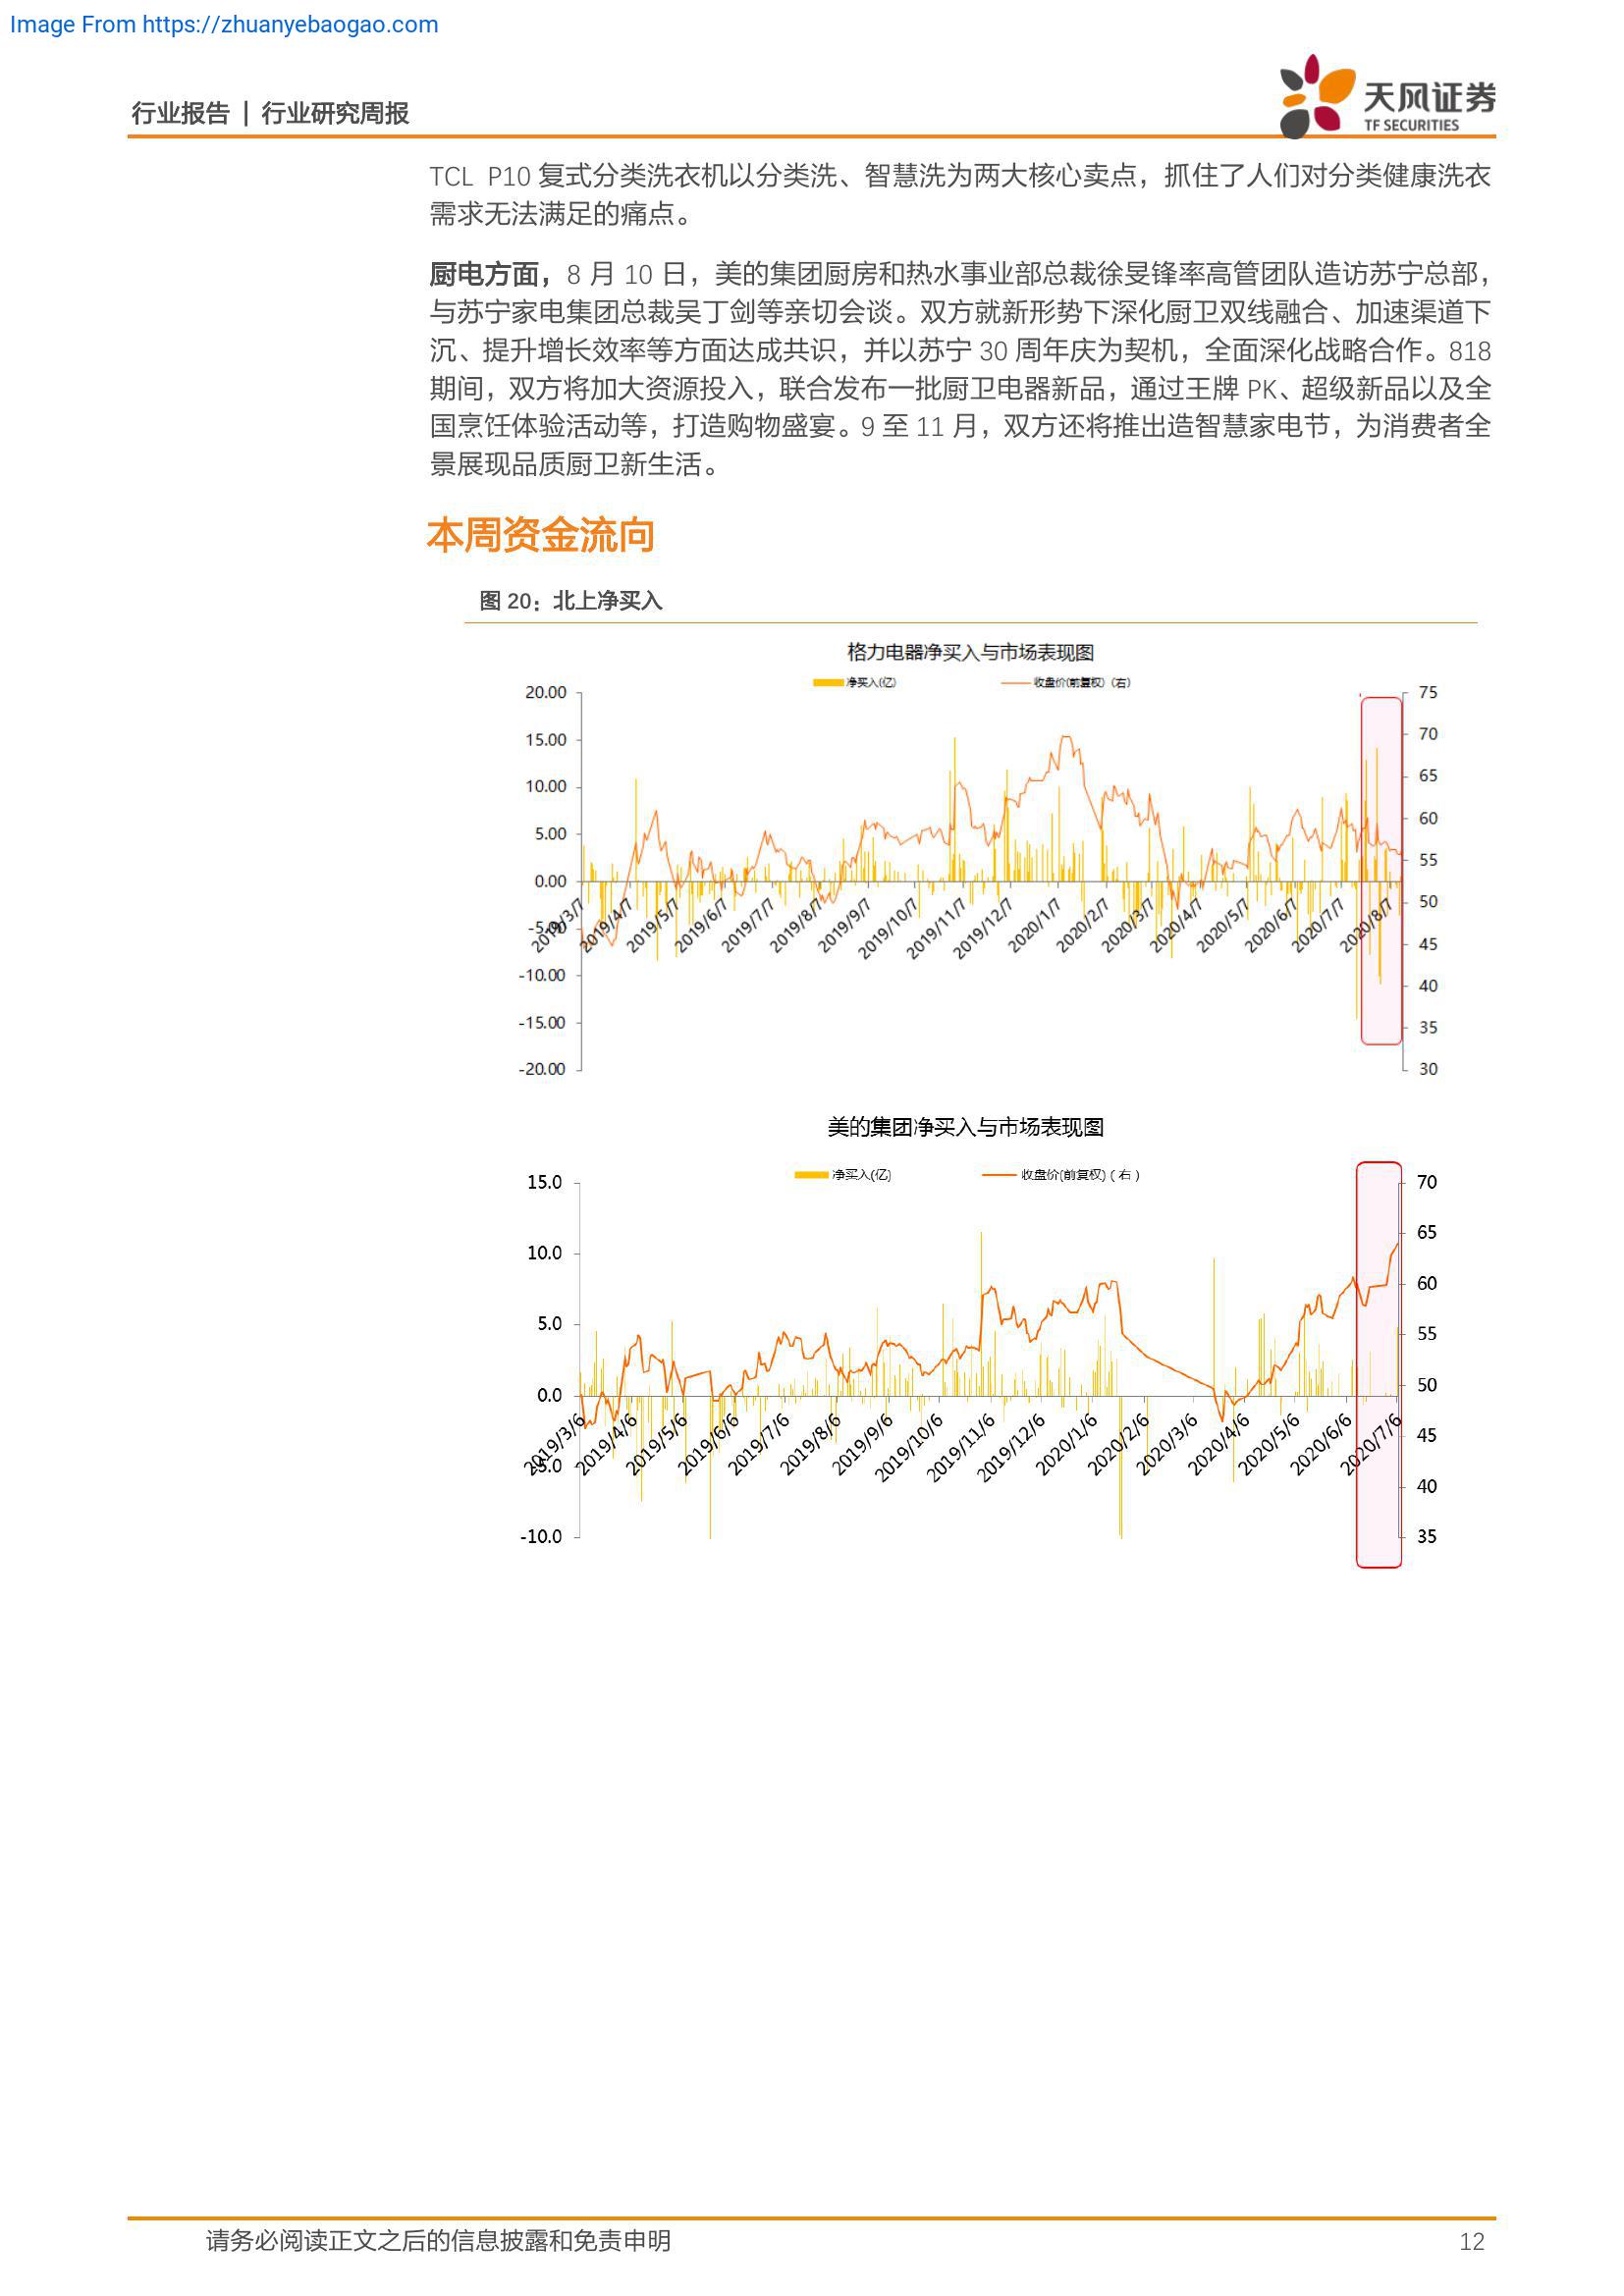 Image From https://zhuanyebaogao.com
行业报告 | 行业研究周报
天风证券
TF SECURITIES
TCL P10 复式分类洗衣机以分类洗、智慧洗为两大核心卖点，抓住了人们对分类健康洗衣
需求无法满足的痛点。
厨电方面，8 月 10 日，美的集团厨房和热水事业部总裁徐旻锋率高管团队造访苏宁总部，
与苏宁家电集团总裁吴丁剑等亲切会谈。双方就新形势下深化厨卫双线融合、加速渠道下
沉、提升增长效率等方面达成共识，并以苏宁 30 周年庆为契机，全面深化战略合作。818
期间，双方将加大资源投入，联合发布一批厨卫电器新品，通过王牌 PK、超级新品以及全
国烹饪体验活动等，打造购物盛宴。9 至 11 月，双方还将推出造智慧家电节，为消费者全
景展现品质厨卫新生活。
本周资金流向
图 20：北上净买入
格力电器净买入与市场表现图
净买入(亿) 收盘价(前复权)（右）
20.00
15.00
10.00
5.00
0.00
-5.00
-10.00
-15.00
-20.00
75
70
65
60
55
50
45
40
35
30
2019/3/7 2019/4/7 2019/5/7 2019/6/7 2019/7/7 2019/8/7 2019/9/7 2019/10/7 2019/11/7 2019/12/7 2020/1/7 2020/2/7 2020/3/7 2020/4/7 2020/5/7 2020/6/7 2020/7/7 2020/8/7
美的集团净买入与市场表现图
净买入(亿) 收盘价(前复权)（右）
15.0
10.0
5.0
0.0
-5.0
-10.0
70
65
60
55
50
45
40
35
2019/3/6 2019/4/6 2019/5/6 2019/6/6 2019/7/6 2019/8/6 2019/9/6 2019/10/6 2019/11/6 2019/12/6 2020/1/6 2020/2/6 2020/3/6 2020/4/6 2020/5/6 2020/6/6 2020/7/6
请务必阅读正文之后的信息披露和免责申明
12